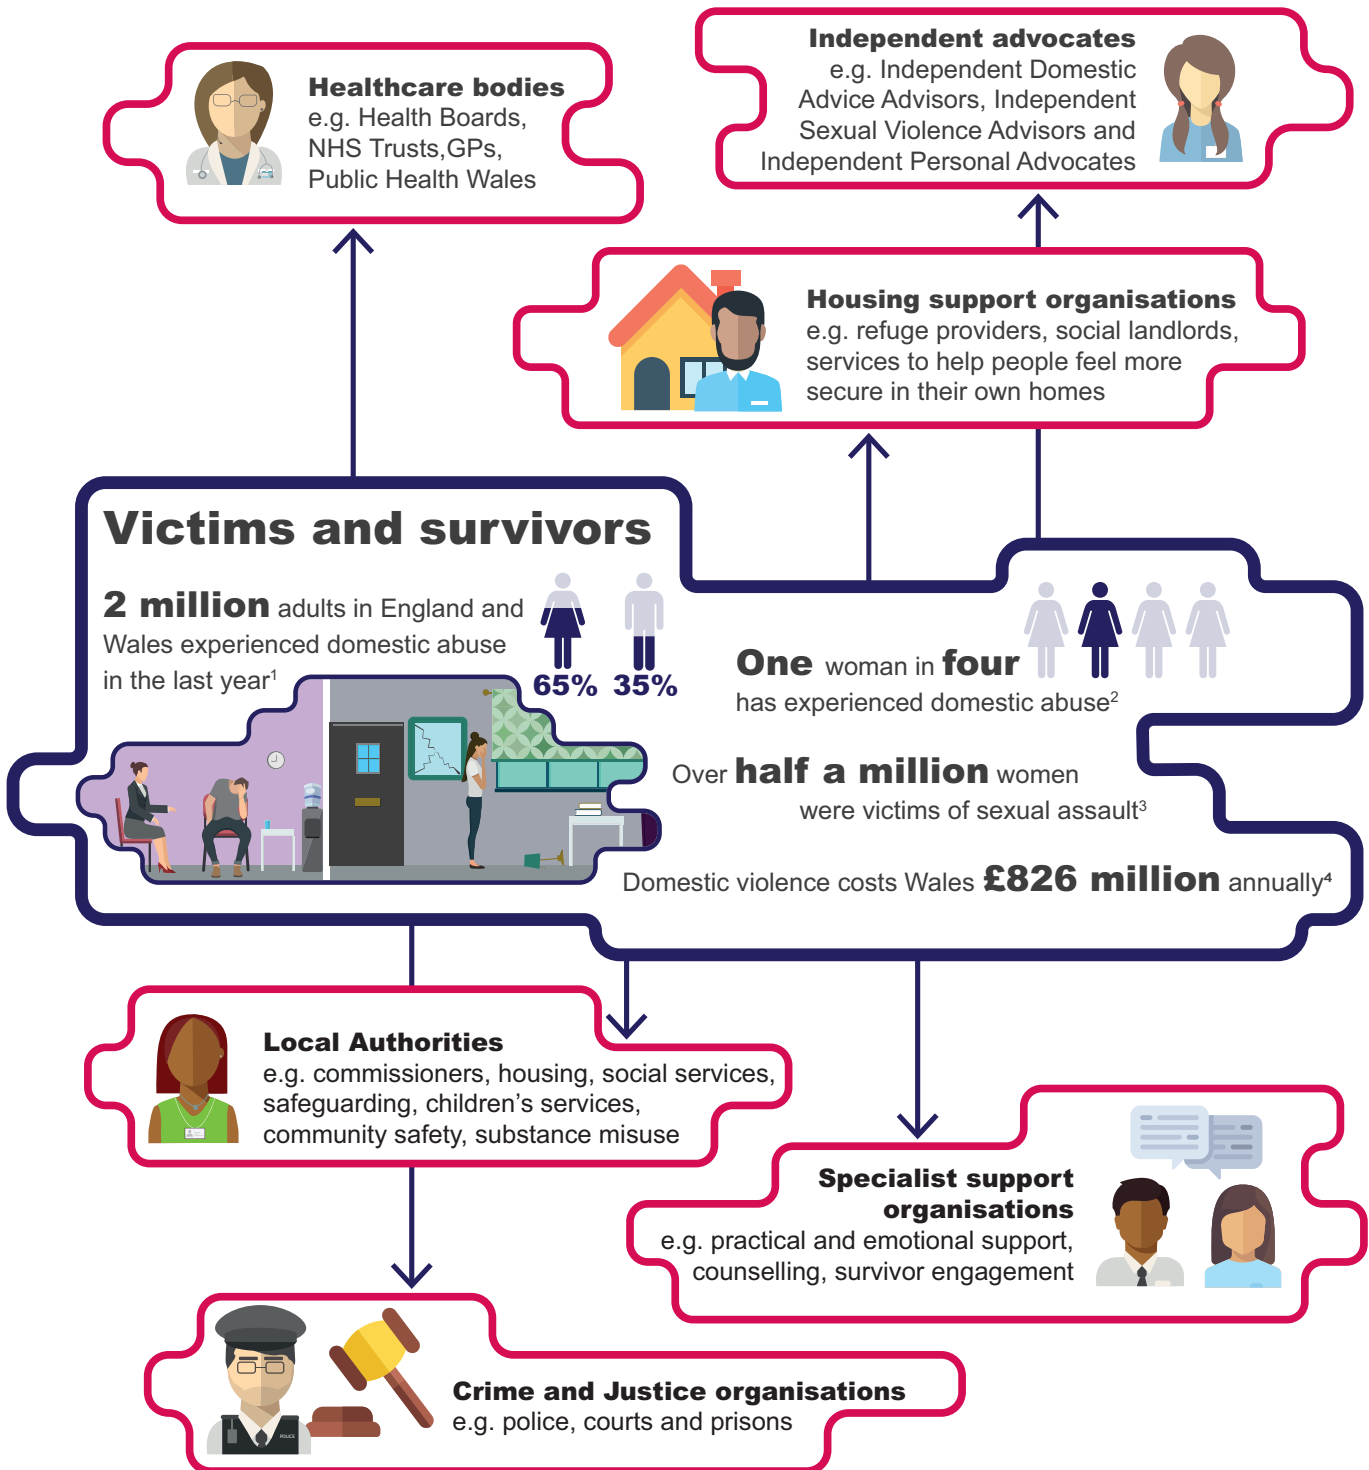 Independent advocates
e.g. Independent Domestic
Advice Advisors, Independent
Sexual Violence Advisors and
Independent Personal Advocates
Healthcare bodies
e.g. Health Boards,
NHS Trusts,GPs,
Public Health Wales
Housing support organisations
e.g. refuge providers, social landlords,
services to help people feel more
secure in their own homes
Victims and survivors
2 million adults in England and
Wales experienced domestic abuse
in the last year¹
65% 35%
One woman in four
has experienced domestic abuse²
Over half a million women
were victims of sexual assault³
Domestic violence costs Wales £826 million annually⁴
Local Authorities
e.g. commissioners, housing, social services,
safeguarding, children's services,
community safety, substance misuse
Specialist support
organisations
e.g. practical and emotional support,
counselling, survivor engagement
Crime and Justice organisations
e.g. police, courts and prisons
POLICE